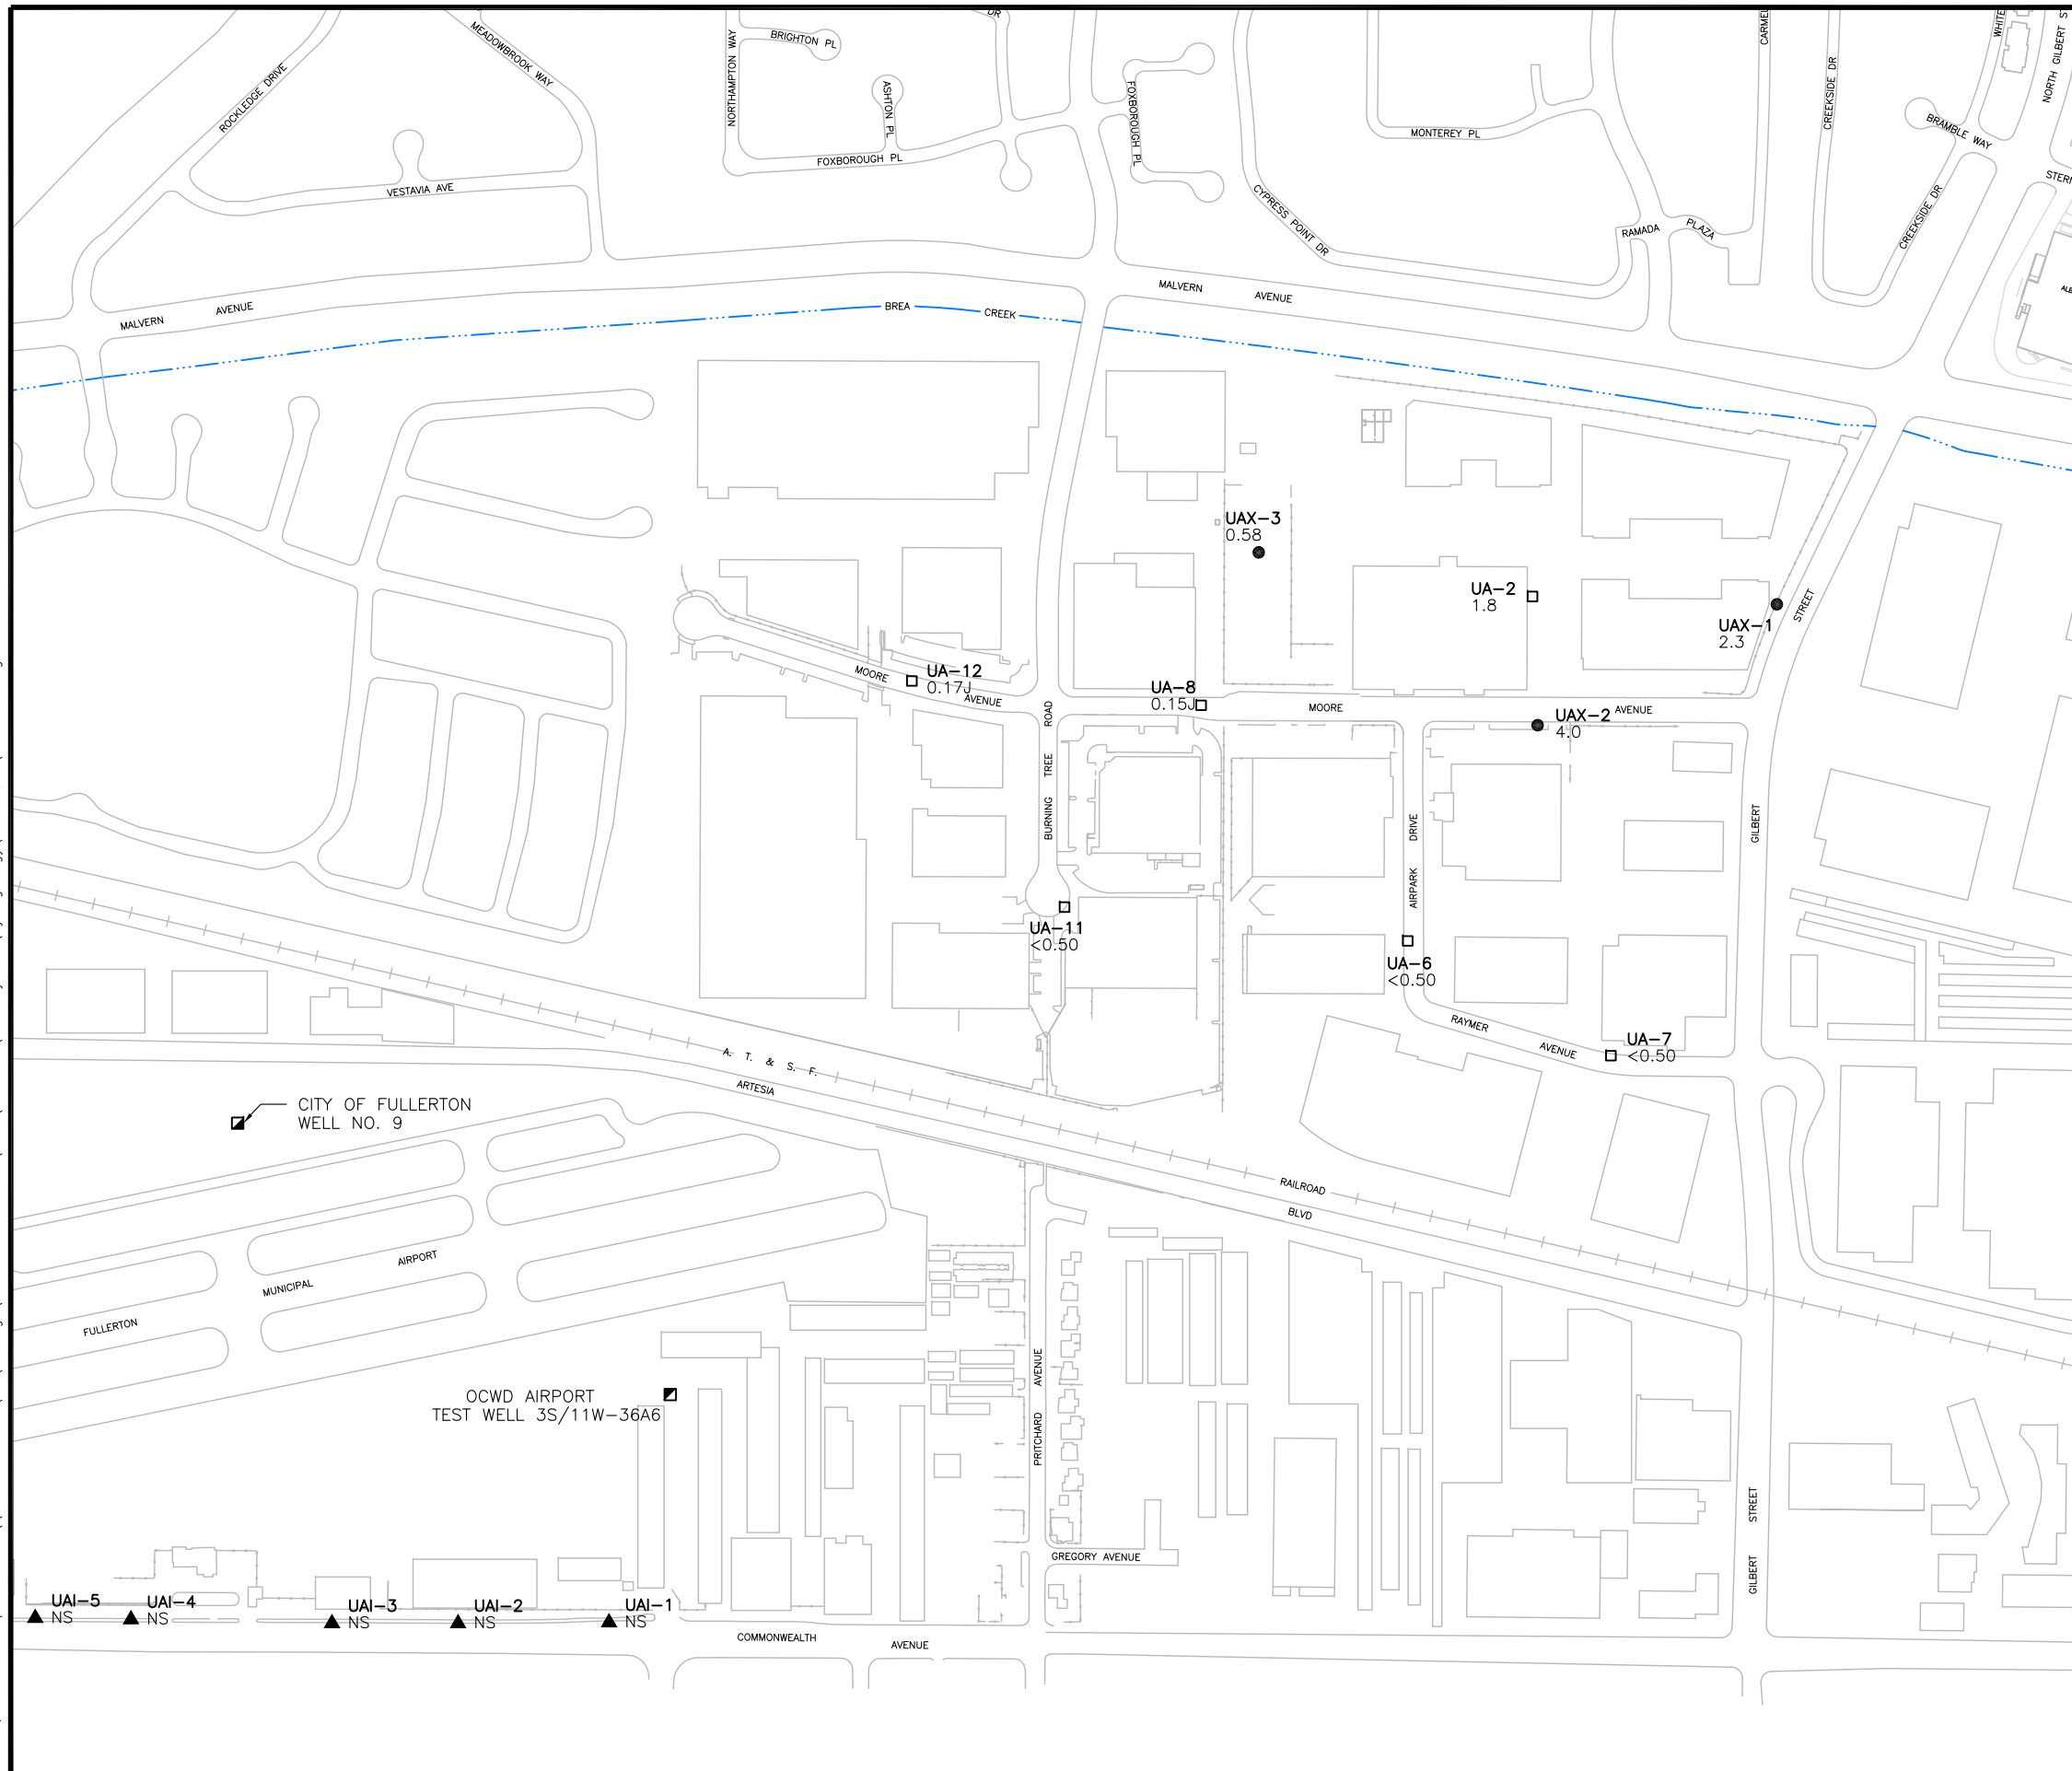 DR
MEADOWBROOK WAY
NORTHAMPTON WAY
BRIGHTON PL
ROCKLEDGE DRIVE
ASHTON PL
FOXBOROUGH PL
FOXBOROUGH PL
MONTEREY PL
CREEKSIDE DR
NORTH GILBERT
BRAMBLE WAY
VESTAVIA AVE
CYPRESS POINT DR
RAMADA PLAZA
CREEKSIDE DR
MALVERN AVENUE
MALVERN AVENUE
BREA CREEK
UAX-3
0.58
UA-2
1.8
UAX-1
2.3
STREET
UA-12
0.17J
MOORE AVENUE
UA-8
0.15J
MOORE AVENUE
UAX-2
4.0
BURNING TREE ROAD
AIRPARK DRIVE
GILBERT
UA-11
<0.50
UA-6
<0.50
RAYMER AVENUE
UA-7
<0.50
A. T. & S. F.
RAILROAD
ARTESIA
BLVD
CITY OF FULLERTON
WELL NO. 9
FULLERTON MUNICIPAL AIRPORT
OCWD AIRPORT
TEST WELL 3S/11W-36A6
PRITCHARD AVENUE
GREGORY AVENUE
GILBERT STREET
UAI-5
NS
UAI-4
NS
UAI-3
NS
UAI-2
NS
UAI-1
NS
COMMONWEALTH AVENUE